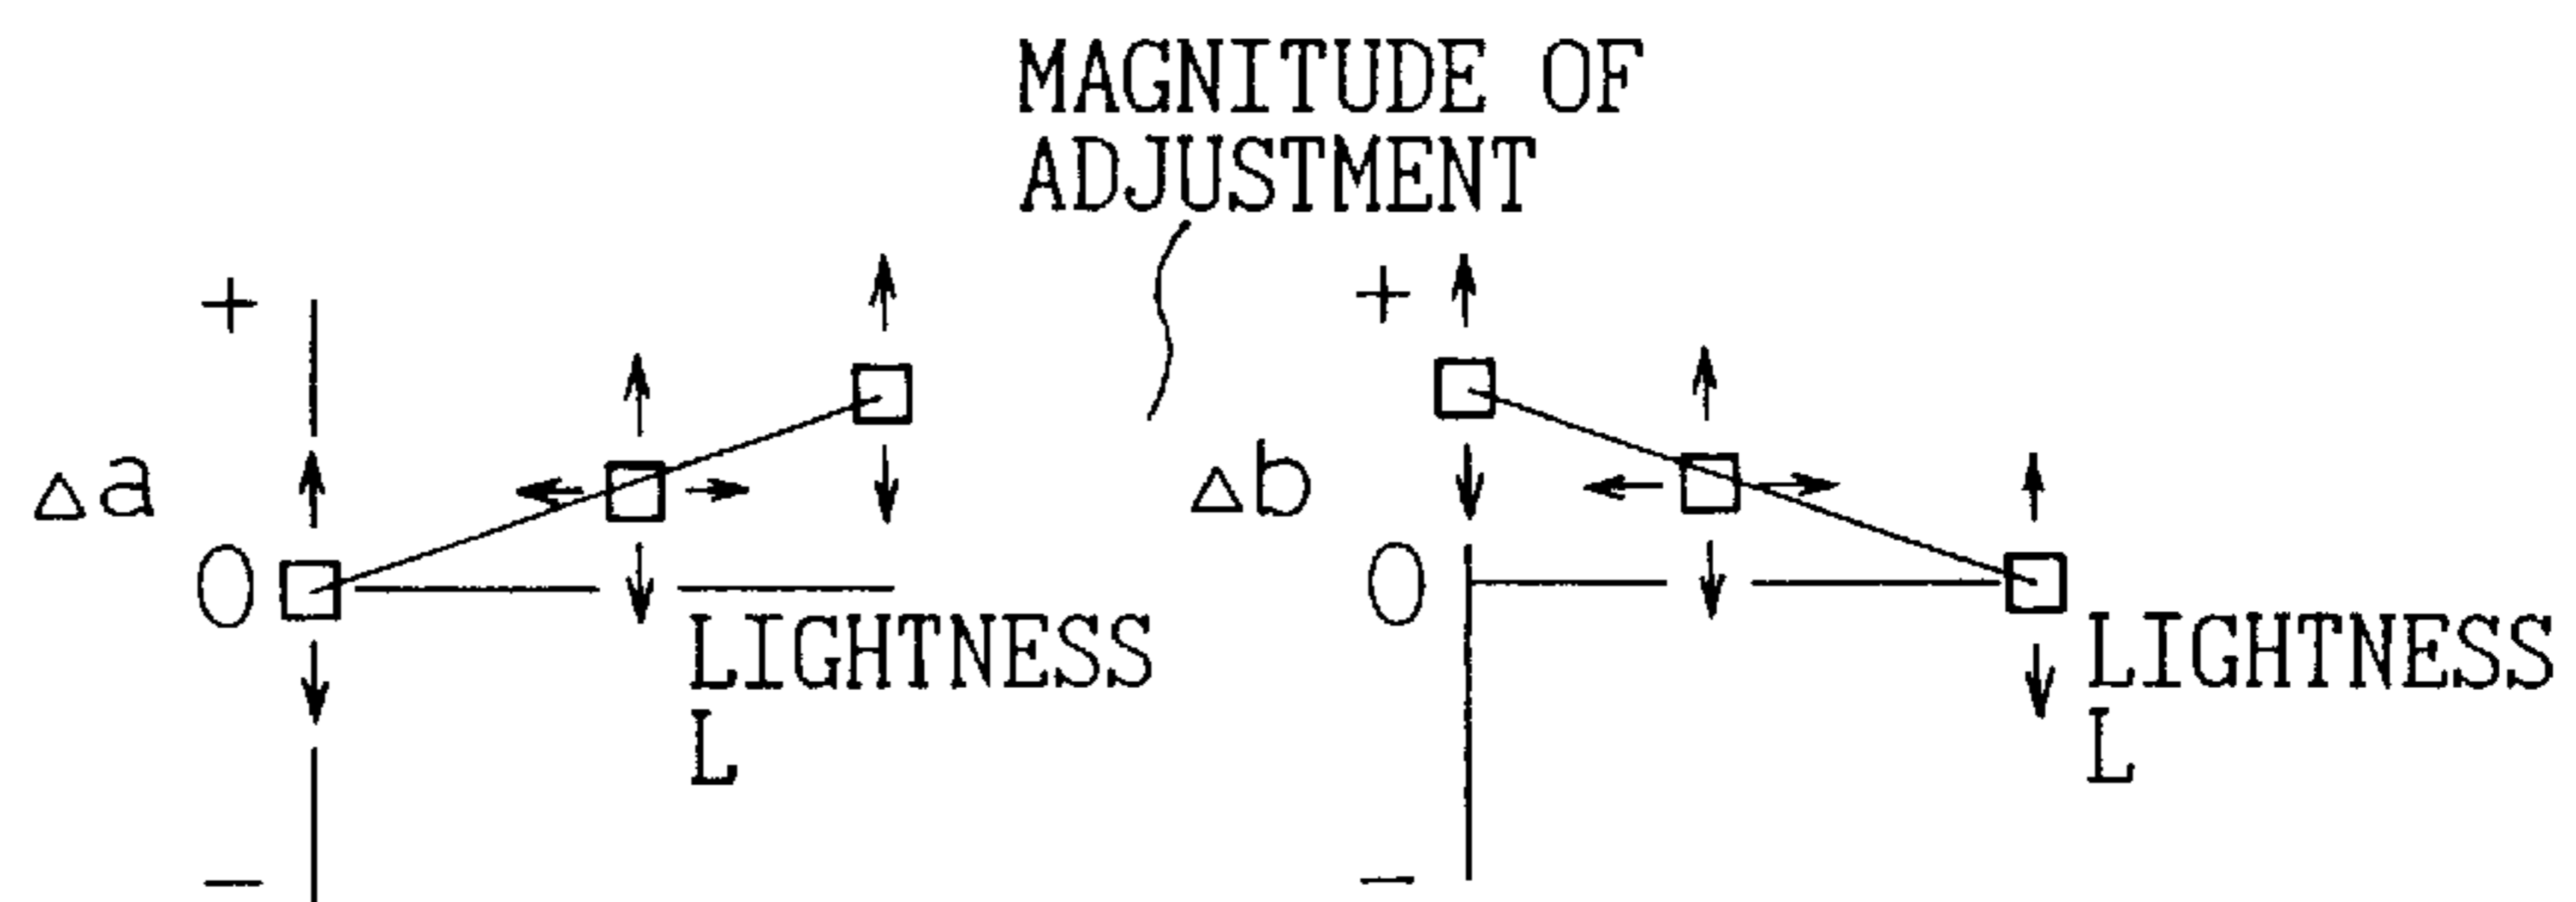 MAGNITUDE OF
ADJUSTMENT
+
Δa
0
LIGHTNESS
L
−
+
Δb
0
LIGHTNESS
L
−